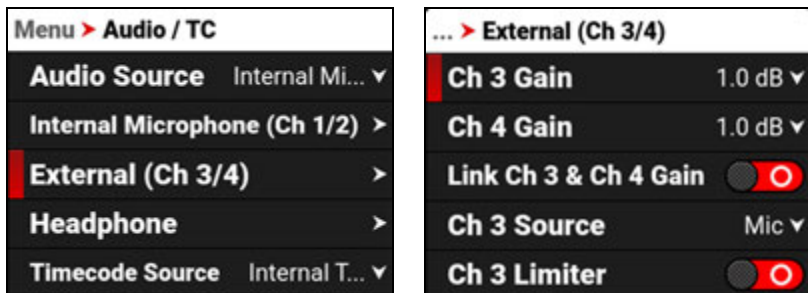 Menu > Audio / TC
Audio Source Internal Mi...
Internal Microphone (Ch 1/2) >
External (Ch 3/4) >
Headphone >
Timecode Source Internal T...
... > External (Ch 3/4)
Ch 3 Gain 1.0 dB
Ch 4 Gain 1.0 dB
Link Ch 3 & Ch 4 Gain
Ch 3 Source Mic
Ch 3 Limiter